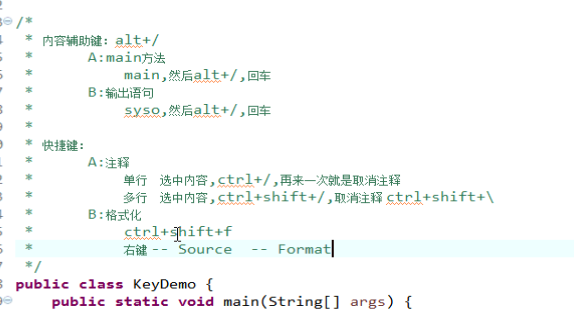 /*
* 内容辅助键：alt+/
* A:main方法
* main,然后alt+/,回车
* B:输出语句
* syso,然后alt+/,回车
*
* 快捷键：
* A:注释
* 单行 选中内容,ctrl+/,再来一次就是取消注释
* 多行 选中内容,ctrl+shift+/,取消注释ctrl+shift+\
* B:格式化
* ctrl+shift+f
* 右键 -- Source -- Format
*/
public class KeyDemo {
public static void main(String[] args) {